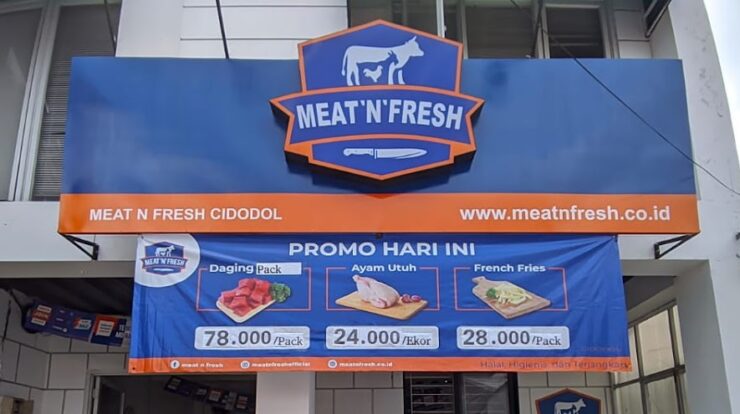 MEAT'N'FRESH
MEAT N FRESH CIDODOL
www.meatnfresh.co.id
MEAT'N'FRESH
PROMO HARI INI
Daging Pack
Ayam Utuh
French Fries
78.000/Pack
24.000/Ekor
28.000/Pack
meat n fresh
meatnfreshofficial
meatnfresh.co.id
Halal, Higienis dan Terjangkau